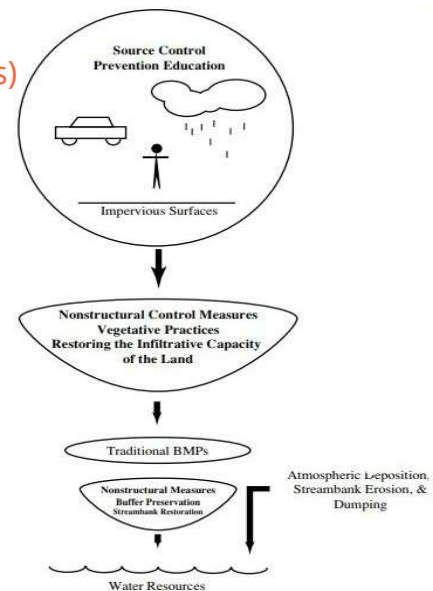 s)
Source Control
Prevention Education
Impervious Surfaces
Nonstructural Control Measures
Vegetative Practices
Restoring the Infiltrative Capacity
of the Land
Traditional BMPs
Nonstructural Measures
Buffer Preservation
Streambank Restoration
Atmospheric Deposition,
Streambank Erosion, &
Dumping
Water Resources